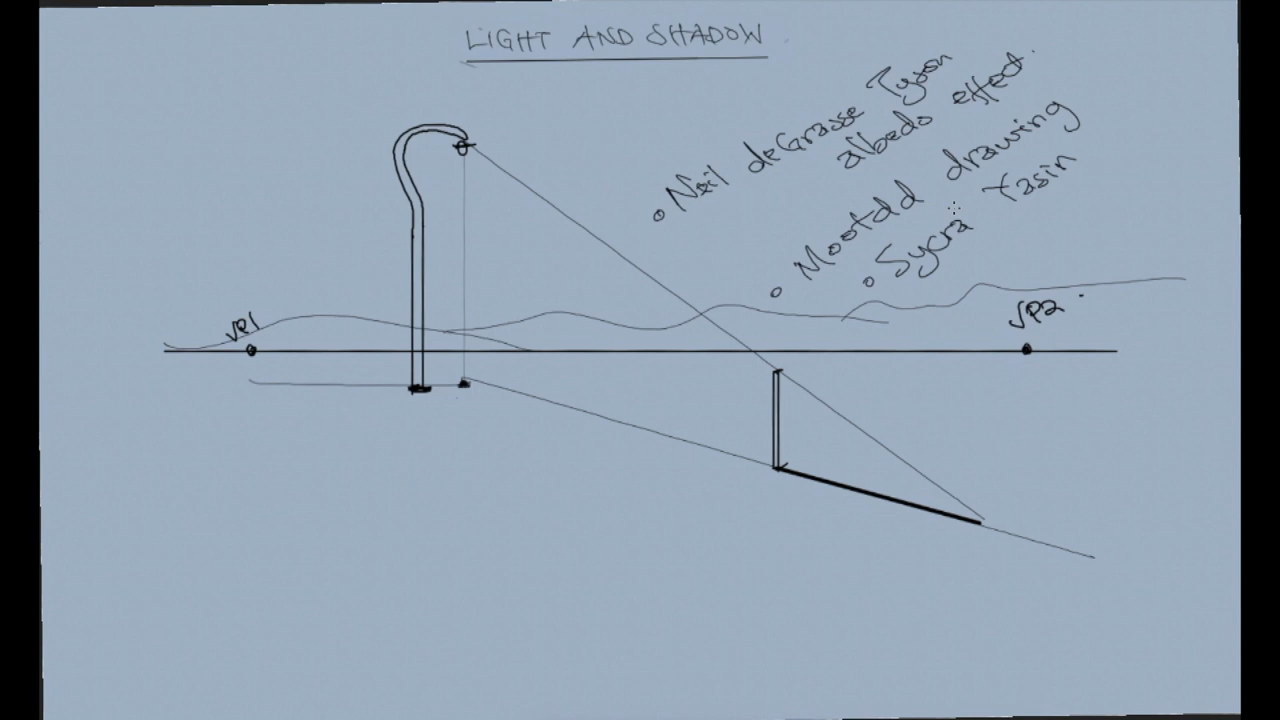 LIGHT AND SHADOW
• Neil deGrasse Tyson
albedo effect.
• Mootdd drawing
• Sycra Yasin
VP1
VP2